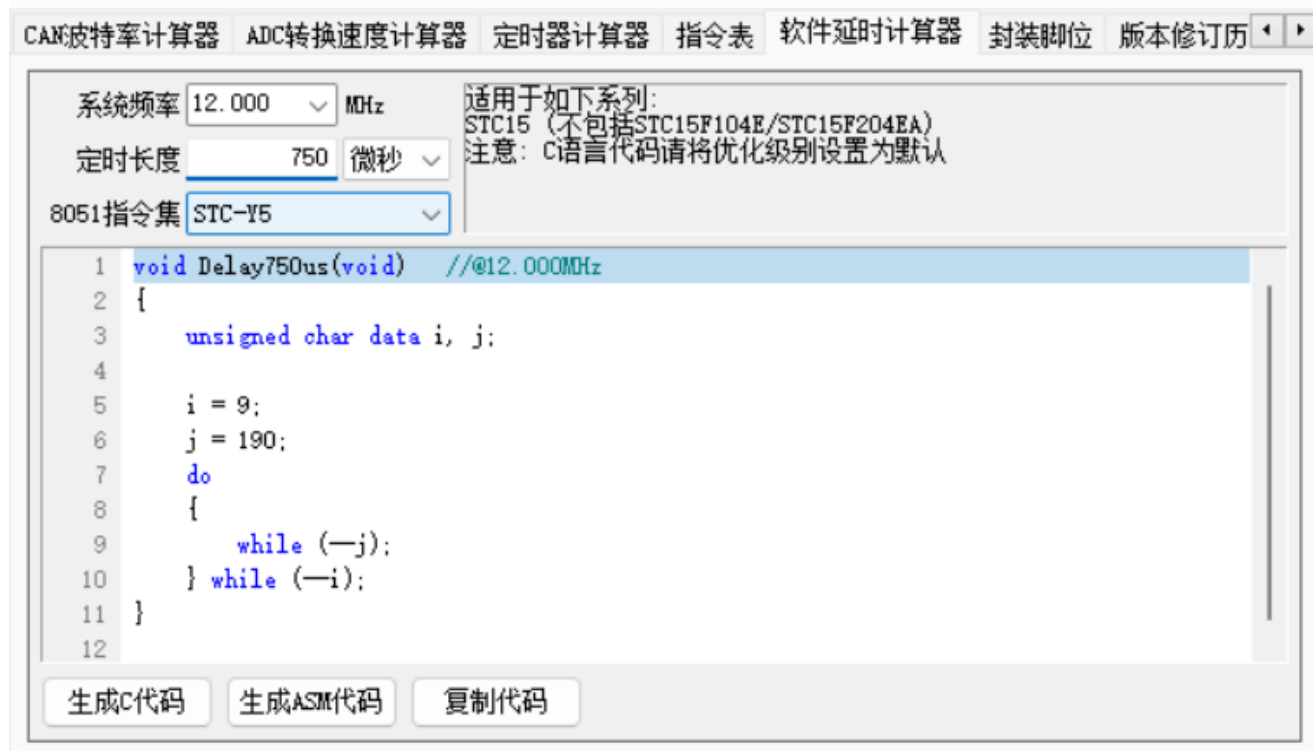 CAN波特率计算器 ADC转换速度计算器 定时器计算器 指令表 软件延时计算器 封装脚位 版本修订历
系统频率 12.000 MHz
定时长度 750 微秒
8051指令集 STC-Y5
适用于如下系列:
STC15 (不包括STC15F104E/STC15F204EA)
注意: C语言代码请将优化级别设置为默认
1 void Delay750us(void) //@12.000MHz
2 {
3 unsigned char data i, j;
4
5 i = 9;
6 j = 190;
7 do
8 {
9 while (--j);
10 } while (--i);
11 }
12
生成C代码 生成ASM代码 复制代码